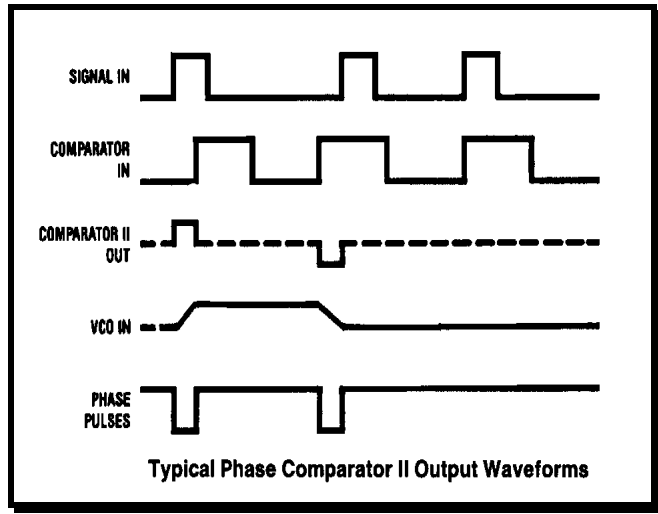 SIGNAL IN
COMPARATOR
IN
COMPARATOR II
OUT
VCO IN
PHASE
PULSES
Typical Phase Comparator II Output Waveforms